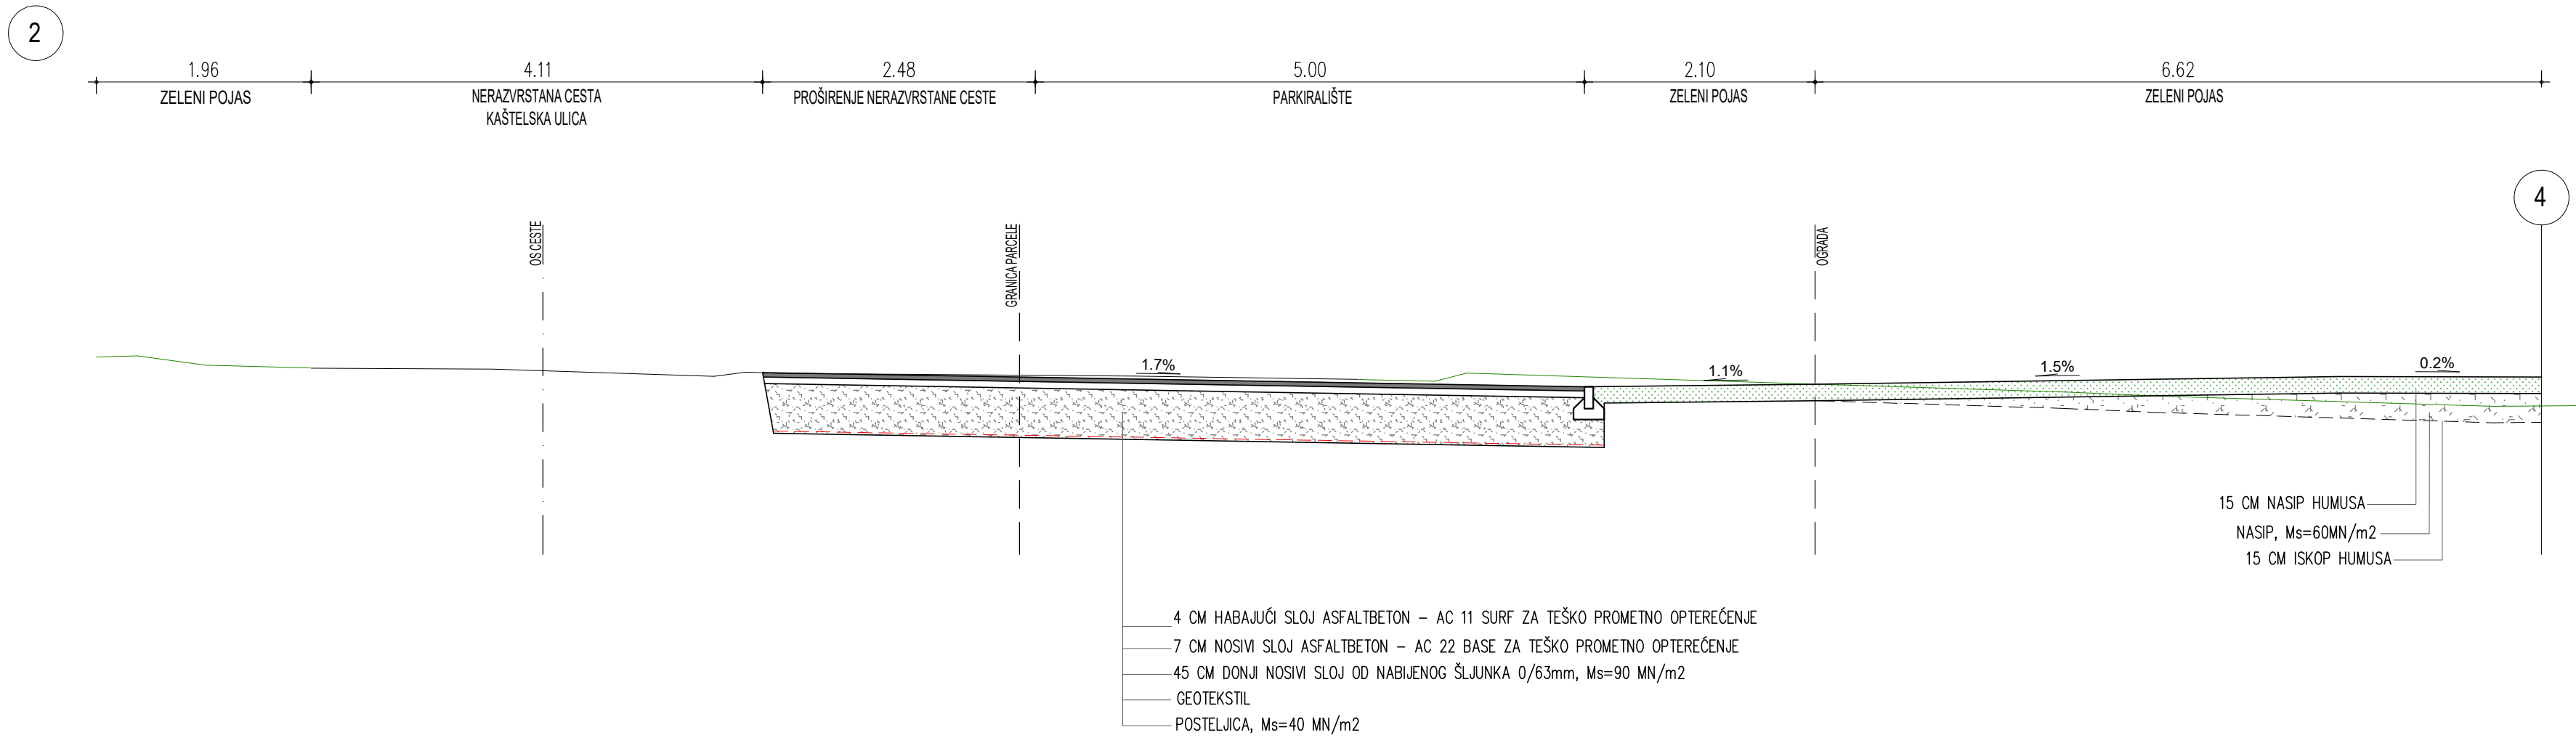 2
1.96
4.11
2.48
5.00
2.10
6.62
ZELENI POJAS
NERAZVRSTANA CESTA
KAŠTELSKA ULICA
PROŠIRENJE NERAZVRSTANE CESTE
PARKIRALIŠTE
ZELENI POJAS
ZELENI POJAS
4
OS CESTE
GRANICA PARCELE
OGRADA
1.7%
1.1%
1.5%
0.2%
15 CM NASIP HUMUSA
NASIP, Ms=60MN/m2
15 CM ISKOP HUMUSA
4 CM HABAJUĆI SLOJ ASFALTBETON – AC 11 SURF ZA TEŠKO PROMETNO OPTEREĆENJE
7 CM NOSIVI SLOJ ASFALTBETON – AC 22 BASE ZA TEŠKO PROMETNO OPTEREĆENJE
45 CM DONJI NOSIVI SLOJ OD NABIJENOG ŠLJUNKA 0/63mm, Ms=90 MN/m2
GEOTEKSTIL
POSTELJICA, Ms=40 MN/m2